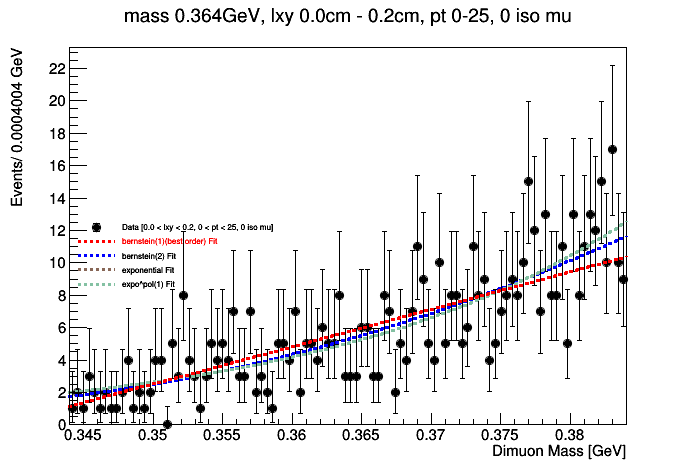 mass 0.364GeV, lxy 0.0cm - 0.2cm, pt 0-25, 0 iso mu
Events/ 0.0004004 GeV
22
20
18
16
14
12
10
8
6
4
2
0
Data [0.0 < lxy < 0.2, 0 < pt < 25, 0 iso mu]
bernstein(1)(best order) Fit
bernstein(2) Fit
exponential Fit
expo*pol(1) Fit
0.345 0.35 0.355 0.36 0.365 0.37 0.375 0.38
Dimuon Mass [GeV]